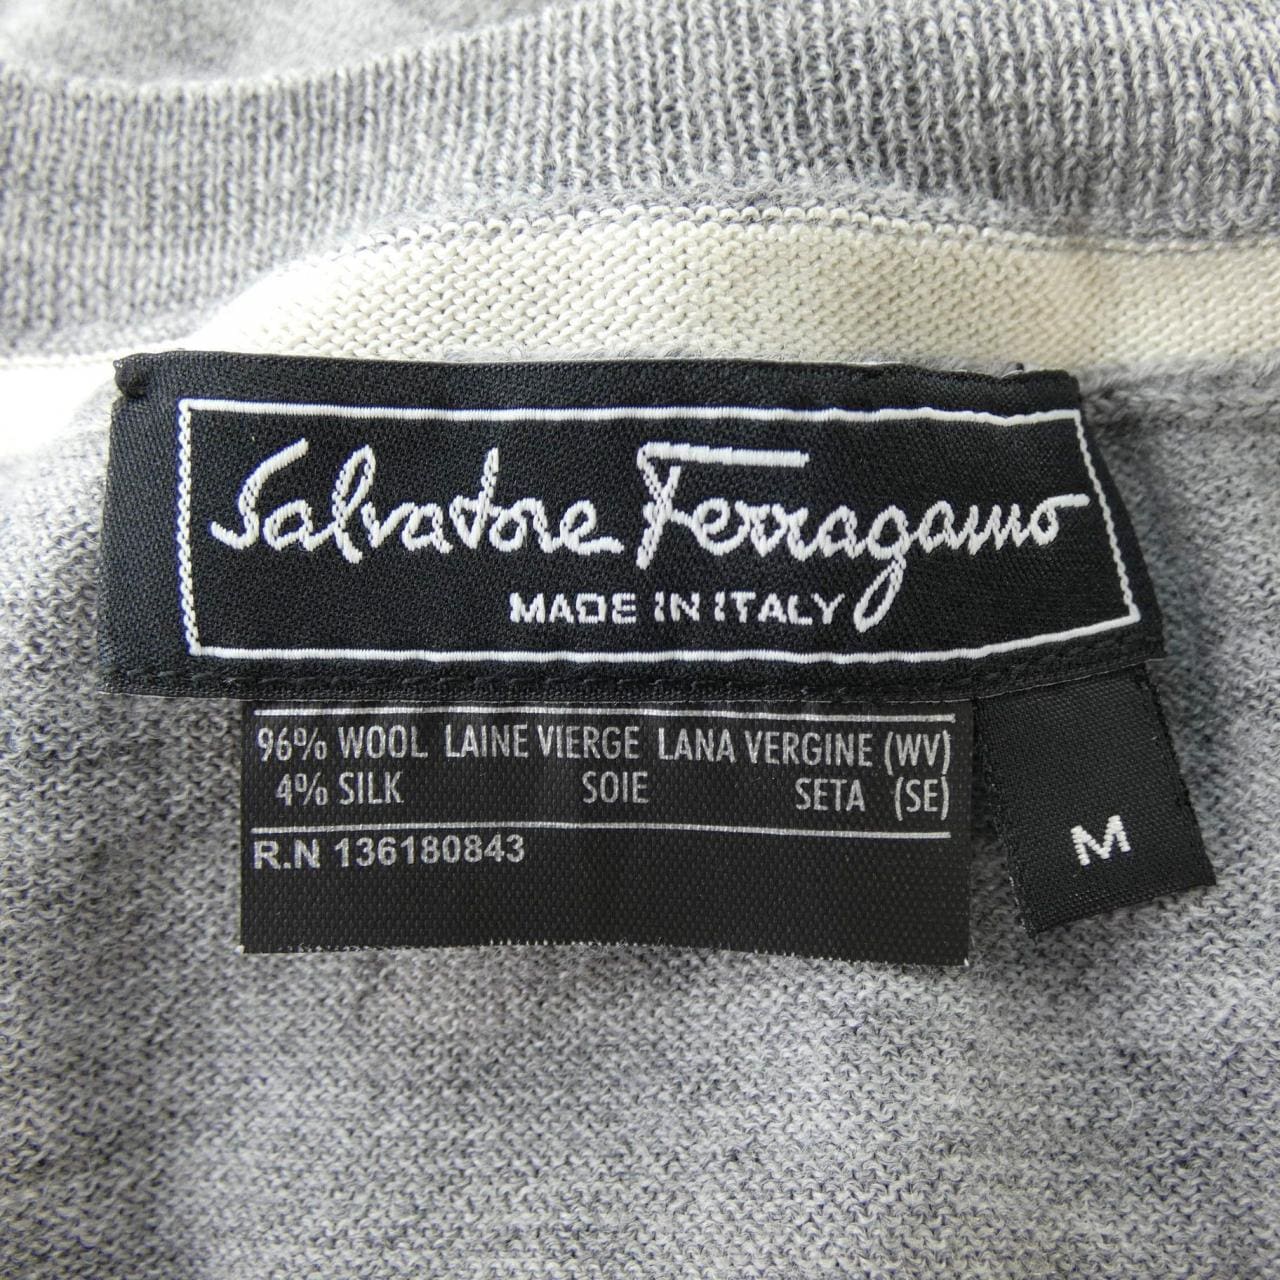 Salvatore Ferragamo
MADE IN ITALY
96% WOOL LAINE VIERGE LANA VERGINE (WV)
4% SILK SOIE SETA (SE)
R.N 136180843
M